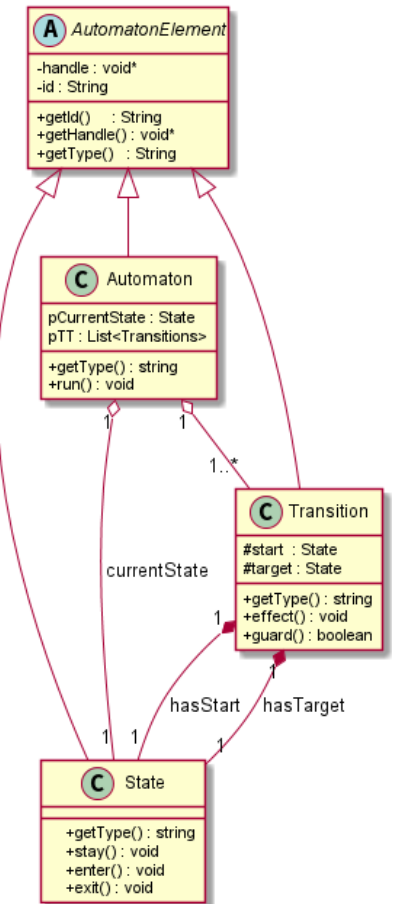 A AutomatonElement
-handle : void*
-id : String
+getId() : String
+getHandle() : void*
+getType() : String
C Automaton
pCurrentState : State
pTT : List<Transitions>
+getType() : string
+run() : void
1 1
1..*
C Transition
#start : State
#target : State
+getType() : string
+effect() : void
+guard() : boolean
currentState
1 1
hasStart hasTarget
1 1 1
C State
+getType() : string
+stay() : void
+enter() : void
+exit() : void